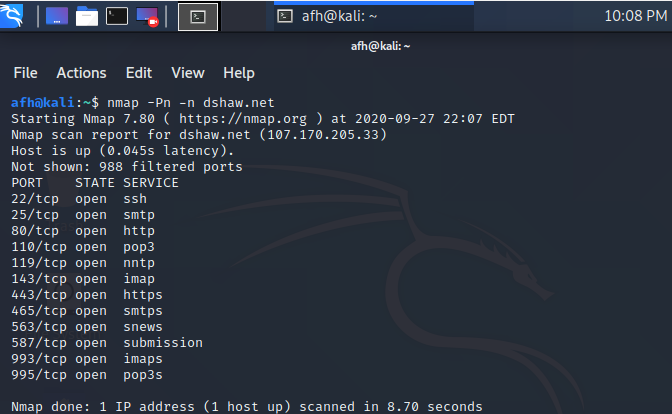 afh@kali: ~
10:08 PM
afh@kali: ~
File Actions Edit View Help
afh@kali:~$ nmap -Pn -n dshaw.net
Starting Nmap 7.80 ( https://nmap.org ) at 2020-09-27 22:07 EDT
Nmap scan report for dshaw.net (107.170.205.33)
Host is up (0.045s latency).
Not shown: 988 filtered ports
PORT    STATE SERVICE
22/tcp  open  ssh
25/tcp  open  smtp
80/tcp  open  http
110/tcp open  pop3
119/tcp open  nntp
143/tcp open  imap
443/tcp open  https
465/tcp open  smtps
563/tcp open  snews
587/tcp open  submission
993/tcp open  imaps
995/tcp open  pop3s
Nmap done: 1 IP address (1 host up) scanned in 8.70 seconds